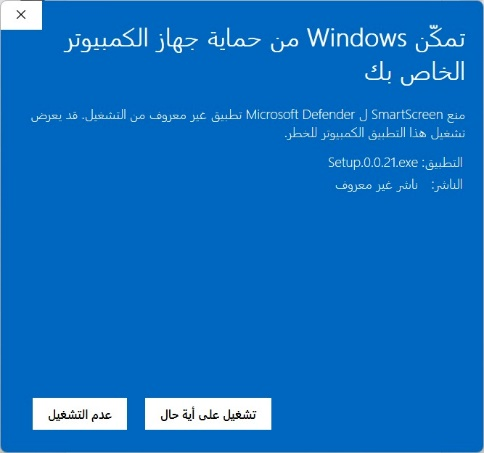 تمكّن Windows من حماية جهاز الكمبيوتر
الخاص بك
منع SmartScreen ل Microsoft Defender تطبيق غير معروف من التشغيل. قد يعرض
تشغيل هذا التطبيق الكمبيوتر للخطر.
التطبيق: Setup.0.0.21.exe
الناشر: ناشر غير معروف
تشغيل على أية حال
عدم التشغيل